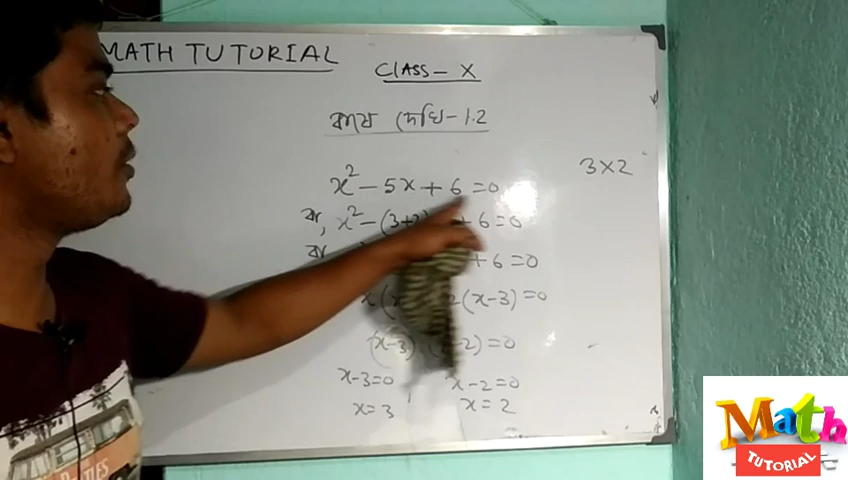 MATH TUTORIAL
CLASS - X
কষে দেখি - 1.2
3×2
x² - 5x + 6 = 0
বা, x² - (3+2) + 6 = 0
বা + 6 = 0
x( 2(x-3) = 0
(x-3) -2) = 0
x-3=0 x-2=0
x=3 x=2
Math
TUTORIAL